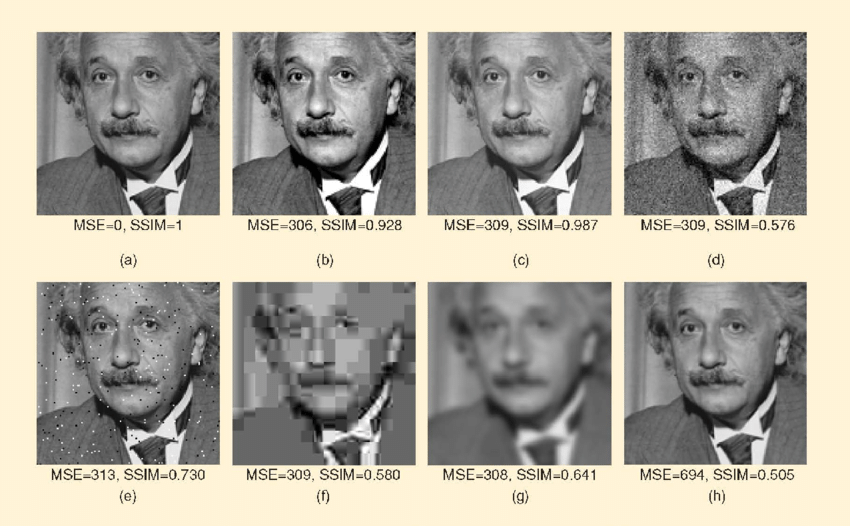 MSE=0, SSIM=1
MSE=306, SSIM=0.928
MSE=309, SSIM=0.987
MSE=309, SSIM=0.576
(a)
(b)
(c)
(d)
MSE=313, SSIM=0.730
MSE=309, SSIM=0.580
MSE=308, SSIM=0.641
MSE=694, SSIM=0.505
(e)
(f)
(g)
(h)